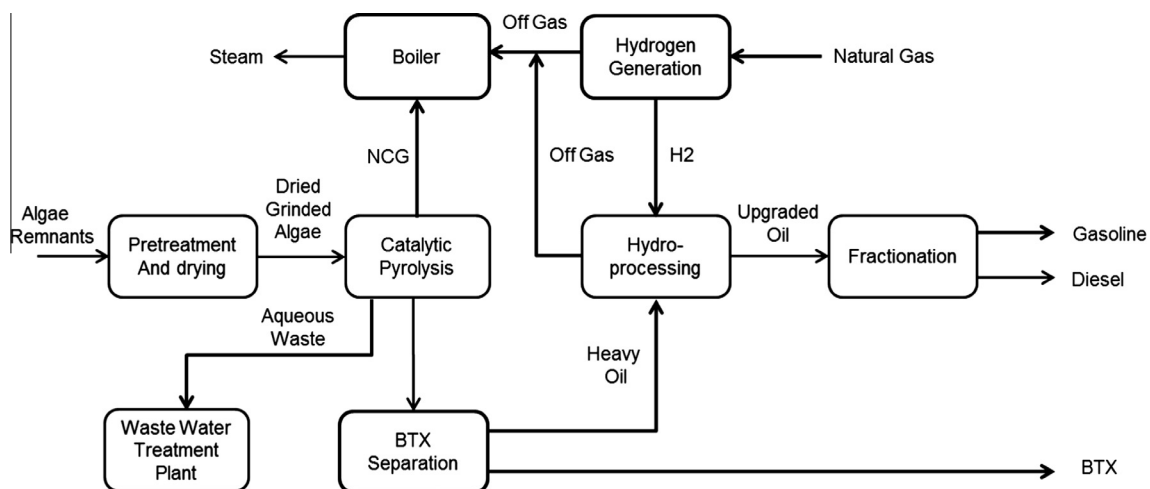 Off Gas
Steam
Boiler
Hydrogen
Generation
Natural Gas
NCG
Off Gas
H2
Algae
Remnants
Dried
Grinded
Algae
Pretreatment
And drying
Catalytic
Pyrolysis
Hydro-
processing
Upgraded
Oil
Fractionation
Gasoline
Diesel
Aqueous
Waste
Heavy
Oil
Waste Water
Treatment
Plant
BTX
Separation
BTX